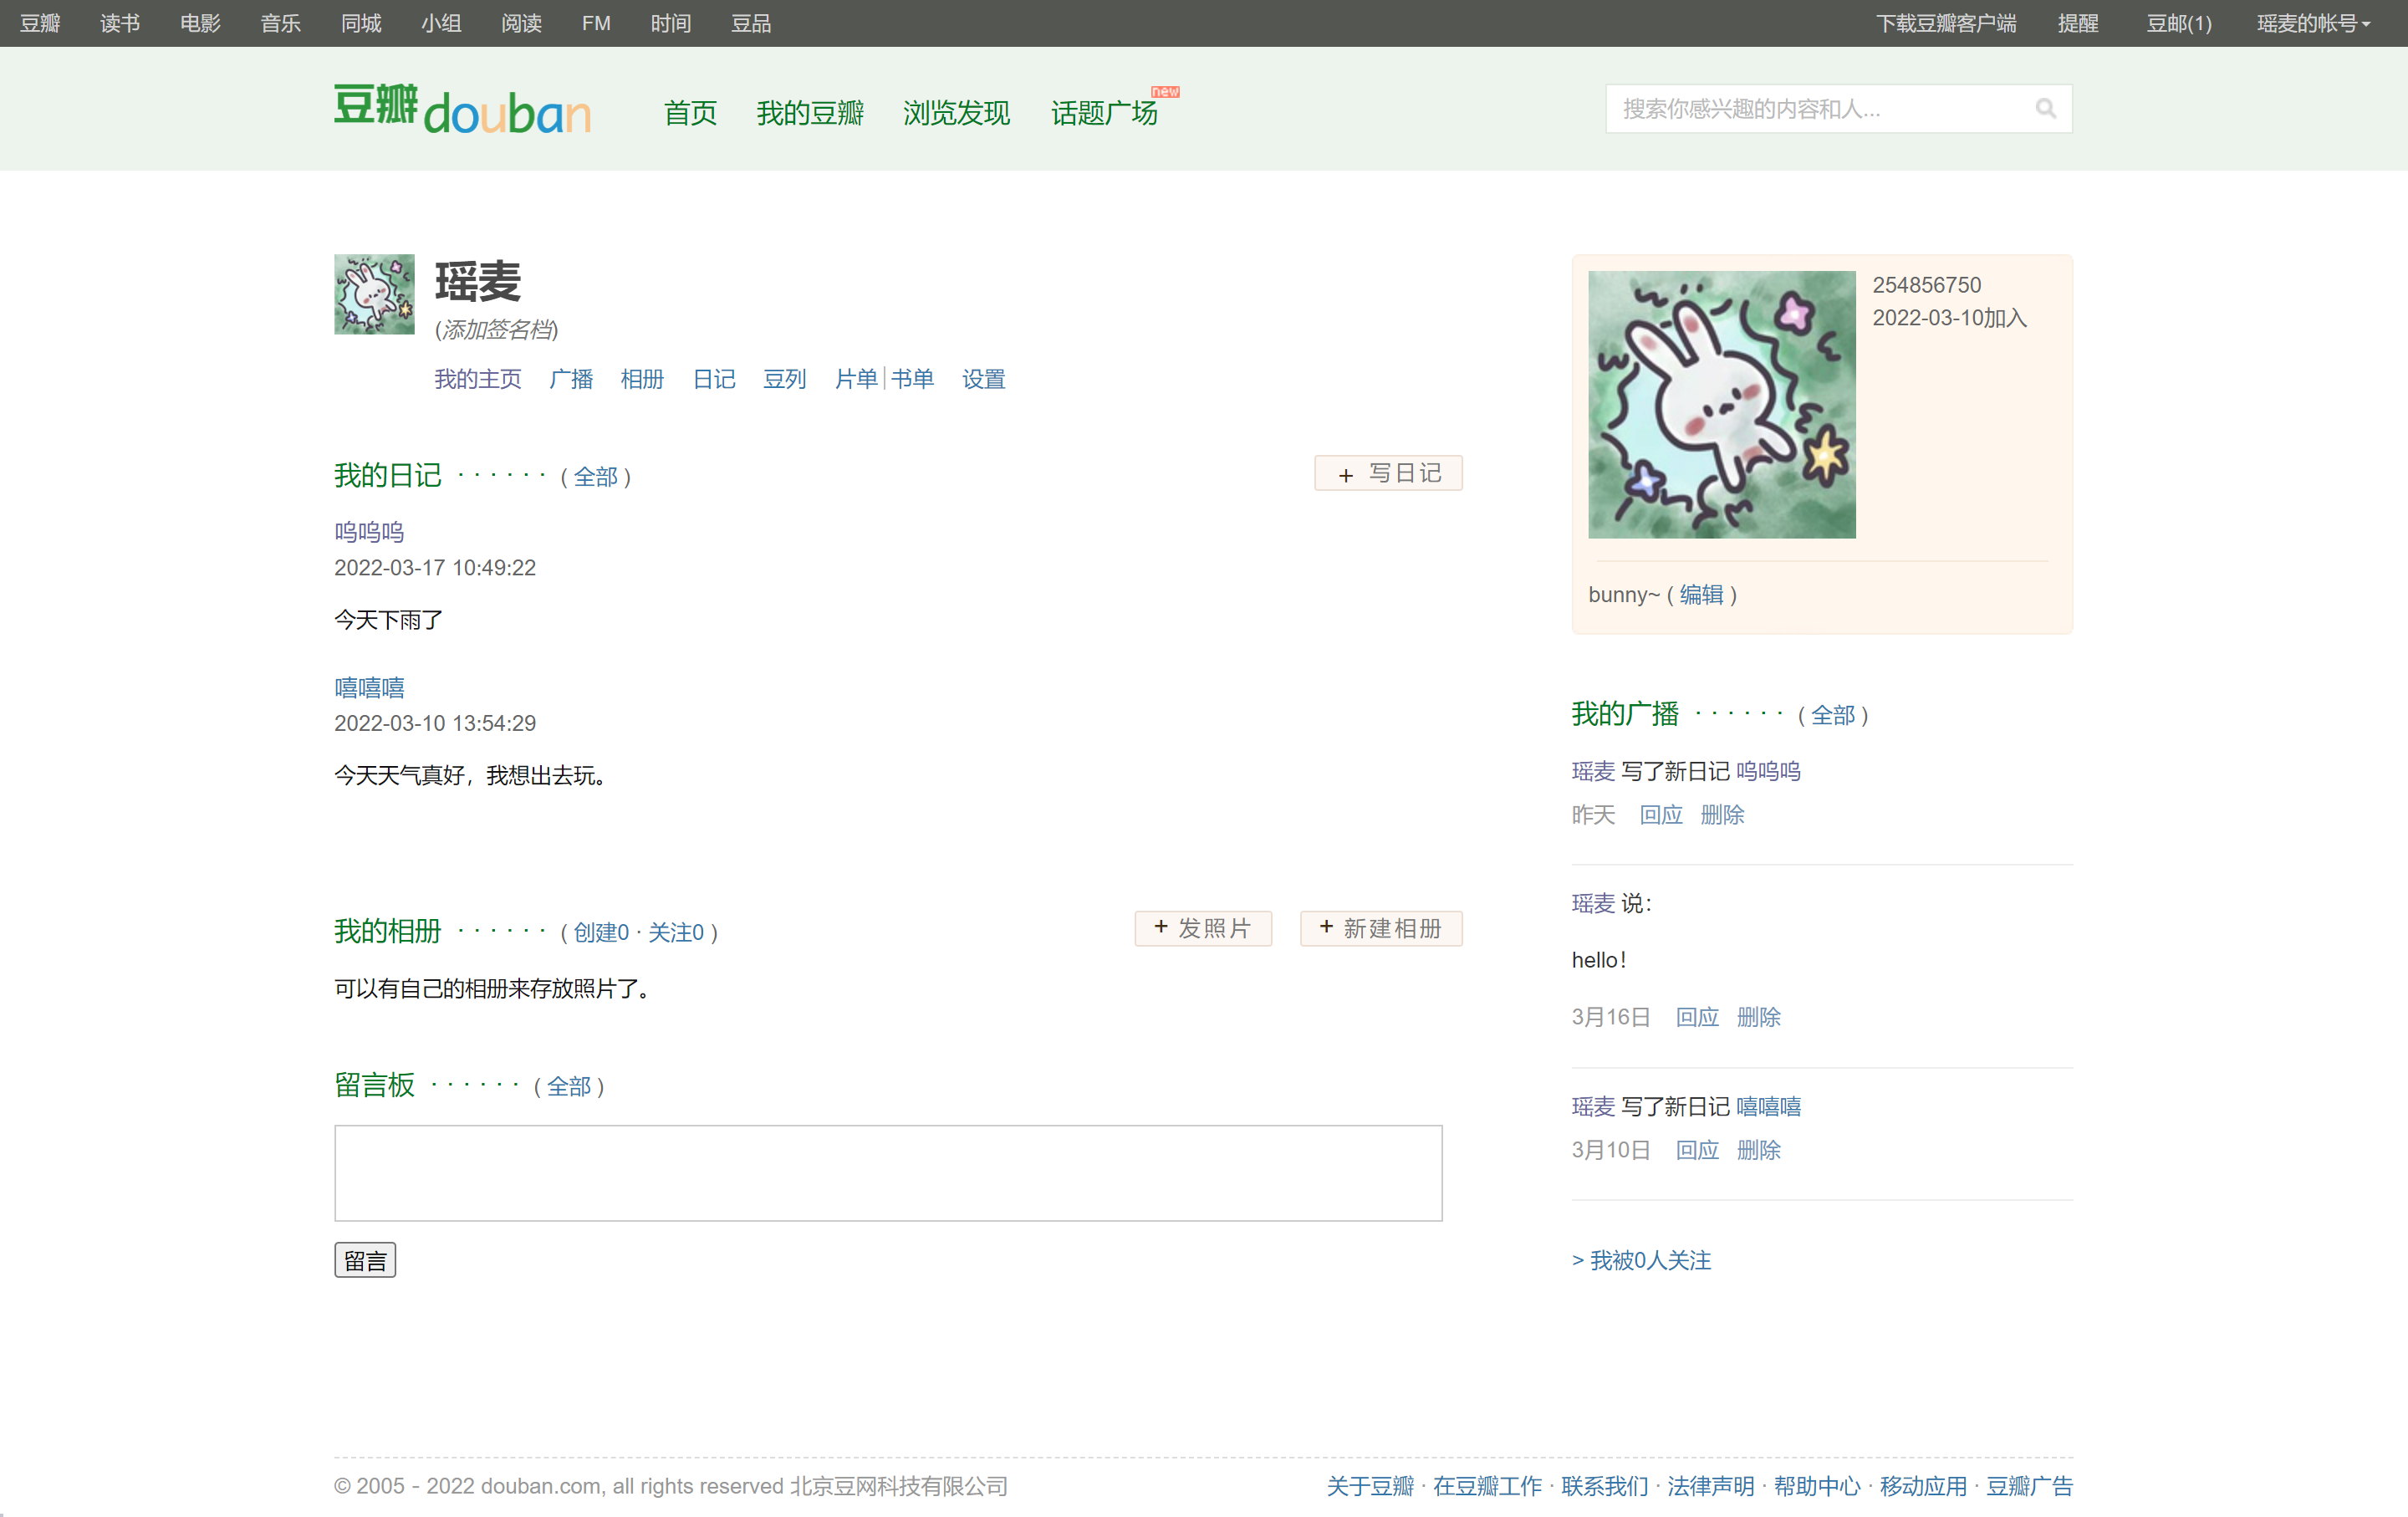 豆瓣 读书 电影 音乐 同城 小组 阅读 FM 时间 豆品 下载豆瓣客户端 提醒 豆邮(1) 瑶麦的帐号
豆瓣 douban 首页 我的豆瓣 浏览发现 话题广场 new 搜索你感兴趣的内容和人...
瑶麦
(添加签名档)
我的主页 广播 相册 日记 豆列 片单 书单 设置
我的日记 · · · · · · ( 全部 ) + 写日记
呜呜呜
2022-03-17 10:49:22
今天下雨了
嘻嘻嘻
2022-03-10 13:54:29
今天天气真好，我想出去玩。
我的相册 · · · · · · ( 创建0 · 关注0 ) + 发照片 + 新建相册
可以有自己的相册来存放照片了。
留言板 · · · · · · ( 全部 )
留言
254856750
2022-03-10加入
bunny~ ( 编辑 )
我的广播 · · · · · · ( 全部 )
瑶麦 写了新日记 呜呜呜
昨天 回应 删除
瑶麦 说：
hello！
3月16日 回应 删除
瑶麦 写了新日记 嘻嘻嘻
3月10日 回应 删除
> 我被0人关注
© 2005 - 2022 douban.com, all rights reserved 北京豆网科技有限公司 关于豆瓣 · 在豆瓣工作 · 联系我们 · 法律声明 · 帮助中心 · 移动应用 · 豆瓣广告